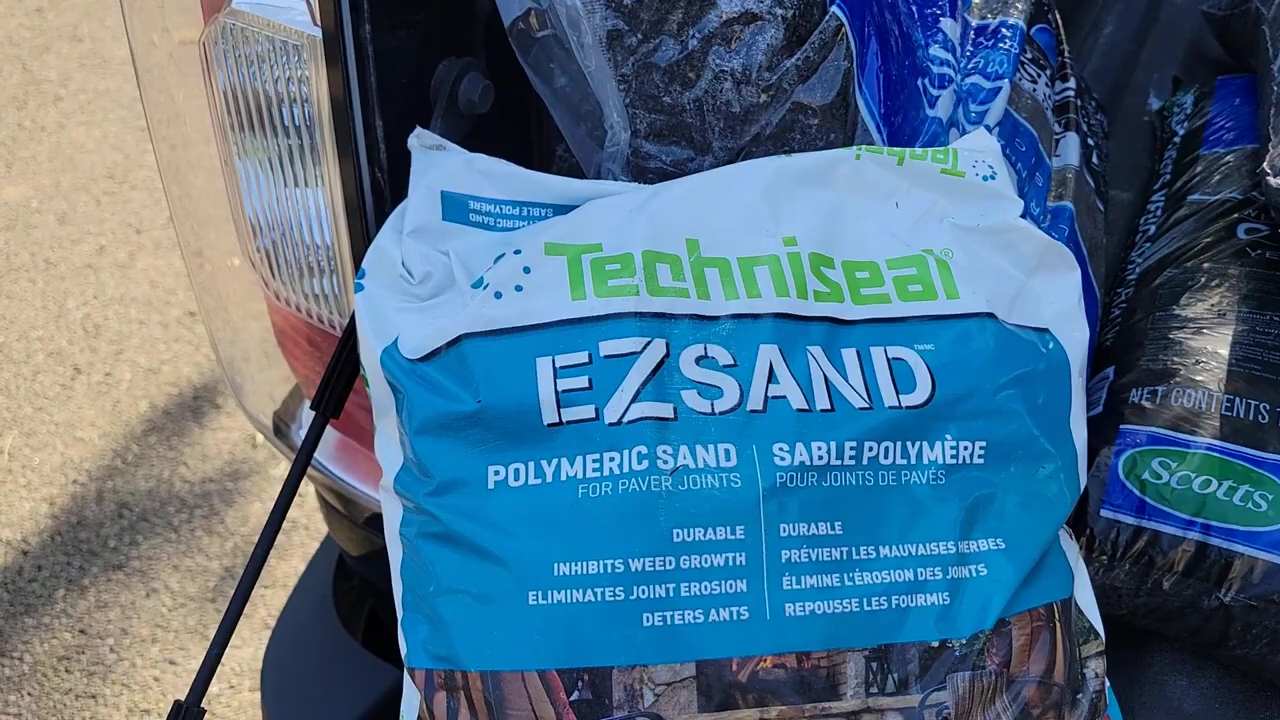 Techniseal
SABLE POLYMÈRE
Techniseal®
EZSAND
POLYMERIC SAND
FOR PAVER JOINTS
SABLE POLYMÈRE
POUR JOINTS DE PAVÉS
DURABLE
INHIBITS WEED GROWTH
ELIMINATES JOINT EROSION
DETERS ANTS
DURABLE
PRÉVIENT LES MAUVAISES HERBES
ÉLIMINE L'ÉROSION DES JOINTS
REPOUSSE LES FOURMIS
NET CONTENTS
Scotts